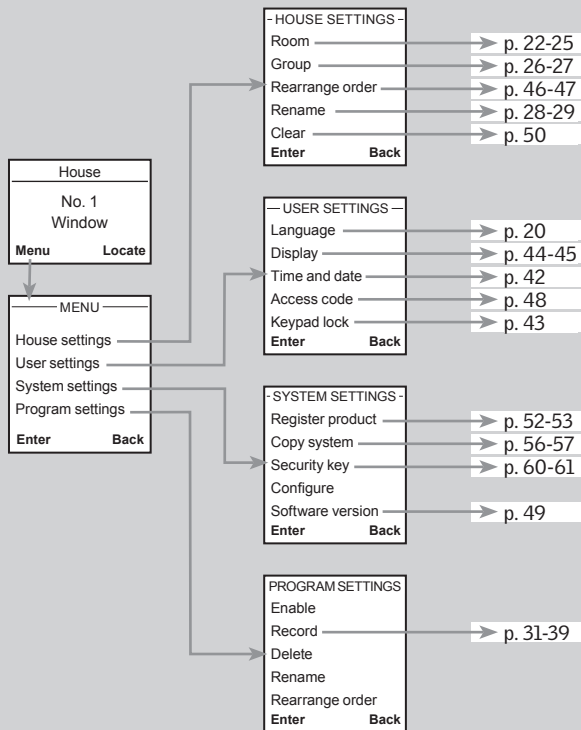 House
No. 1
Window
Menu Locate
MENU
House settings
User settings
System settings
Program settings
Enter Back
- HOUSE SETTINGS -
Room p. 22-25
Group p. 26-27
Rearrange order p. 46-47
Rename p. 28-29
Clear p. 50
Enter Back
USER SETTINGS
Language p. 20
Display p. 44-45
Time and date p. 42
Access code p. 48
Keypad lock p. 43
Enter Back
- SYSTEM SETTINGS -
Register product p. 52-53
Copy system p. 56-57
Security key p. 60-61
Configure
Software version p. 49
Enter Back
PROGRAM SETTINGS
Enable
Record p. 31-39
Delete
Rename
Rearrange order
Enter Back